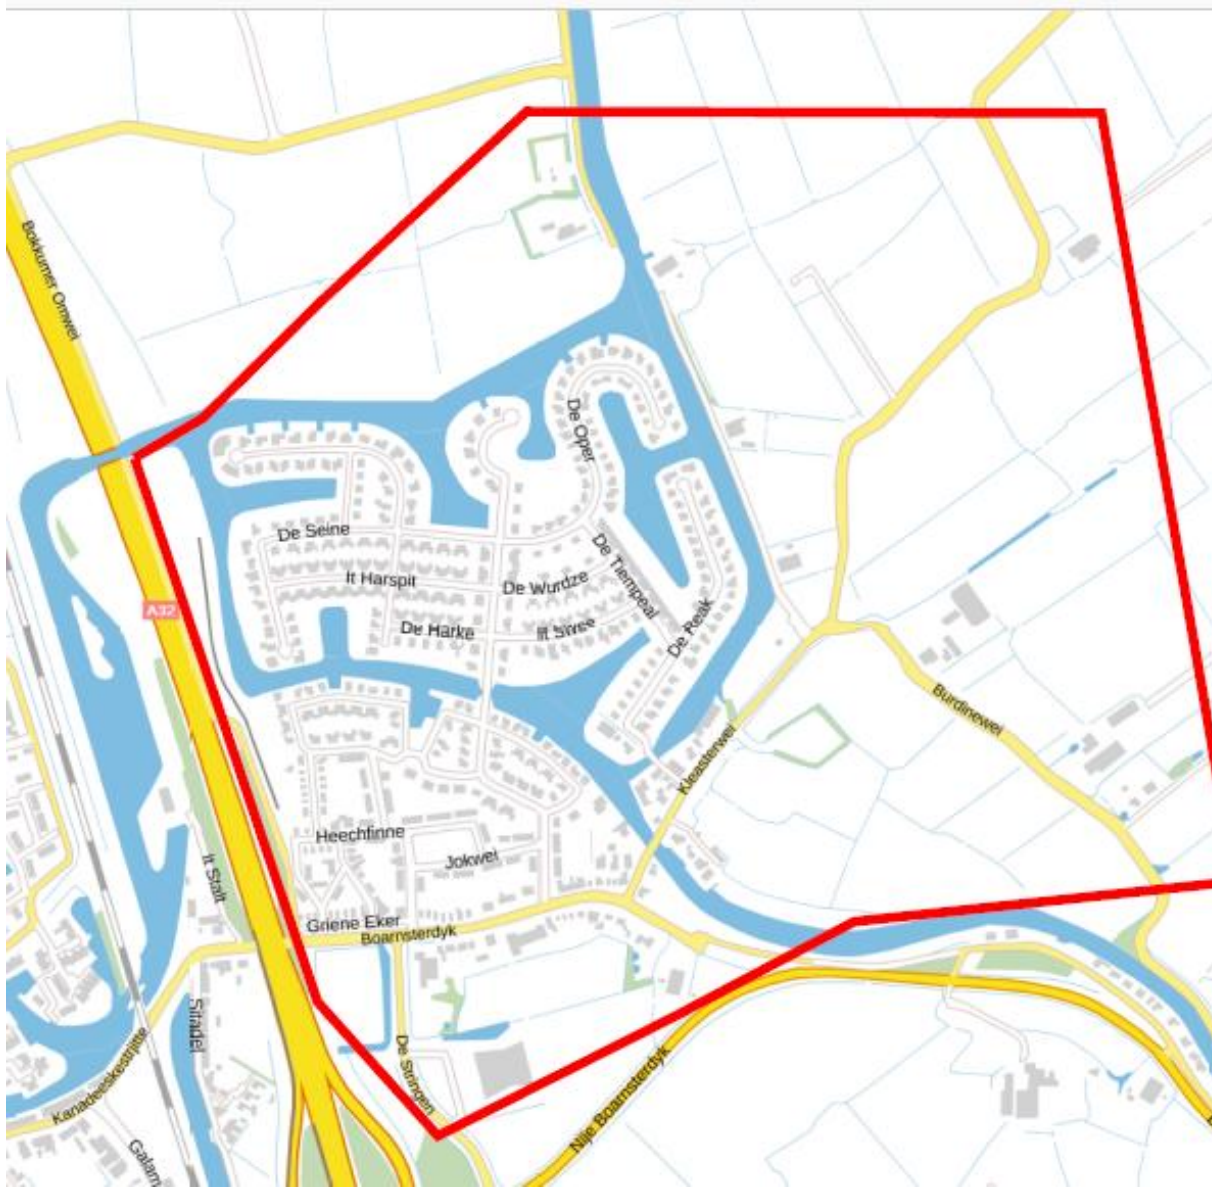 Bokkumer Omwei
De Oper
De Seine
De Tiempeal
It Harspit
De Wurdze
A32
De Harke
It Swee
De Reak
Burdinewei
Kleasterwei
Heechfinne
Jokwei
It Stalt
Griene Eker
Boarnsterdyk
Sitadel
De Stringen
Nije Boarnsterdyk
Kanadeeskestrjitte
Galam